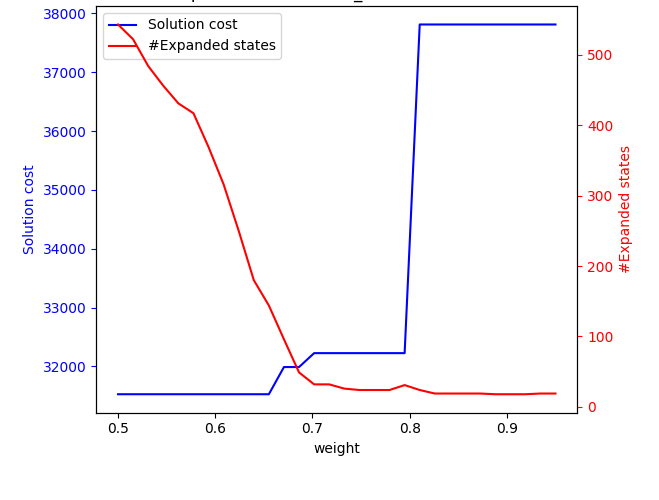 Solution cost
#Expanded states
38000
37000
36000
35000
34000
33000
32000
Solution cost
500
400
300
200
100
0
#Expanded states
0.5 0.6 0.7 0.8 0.9
weight